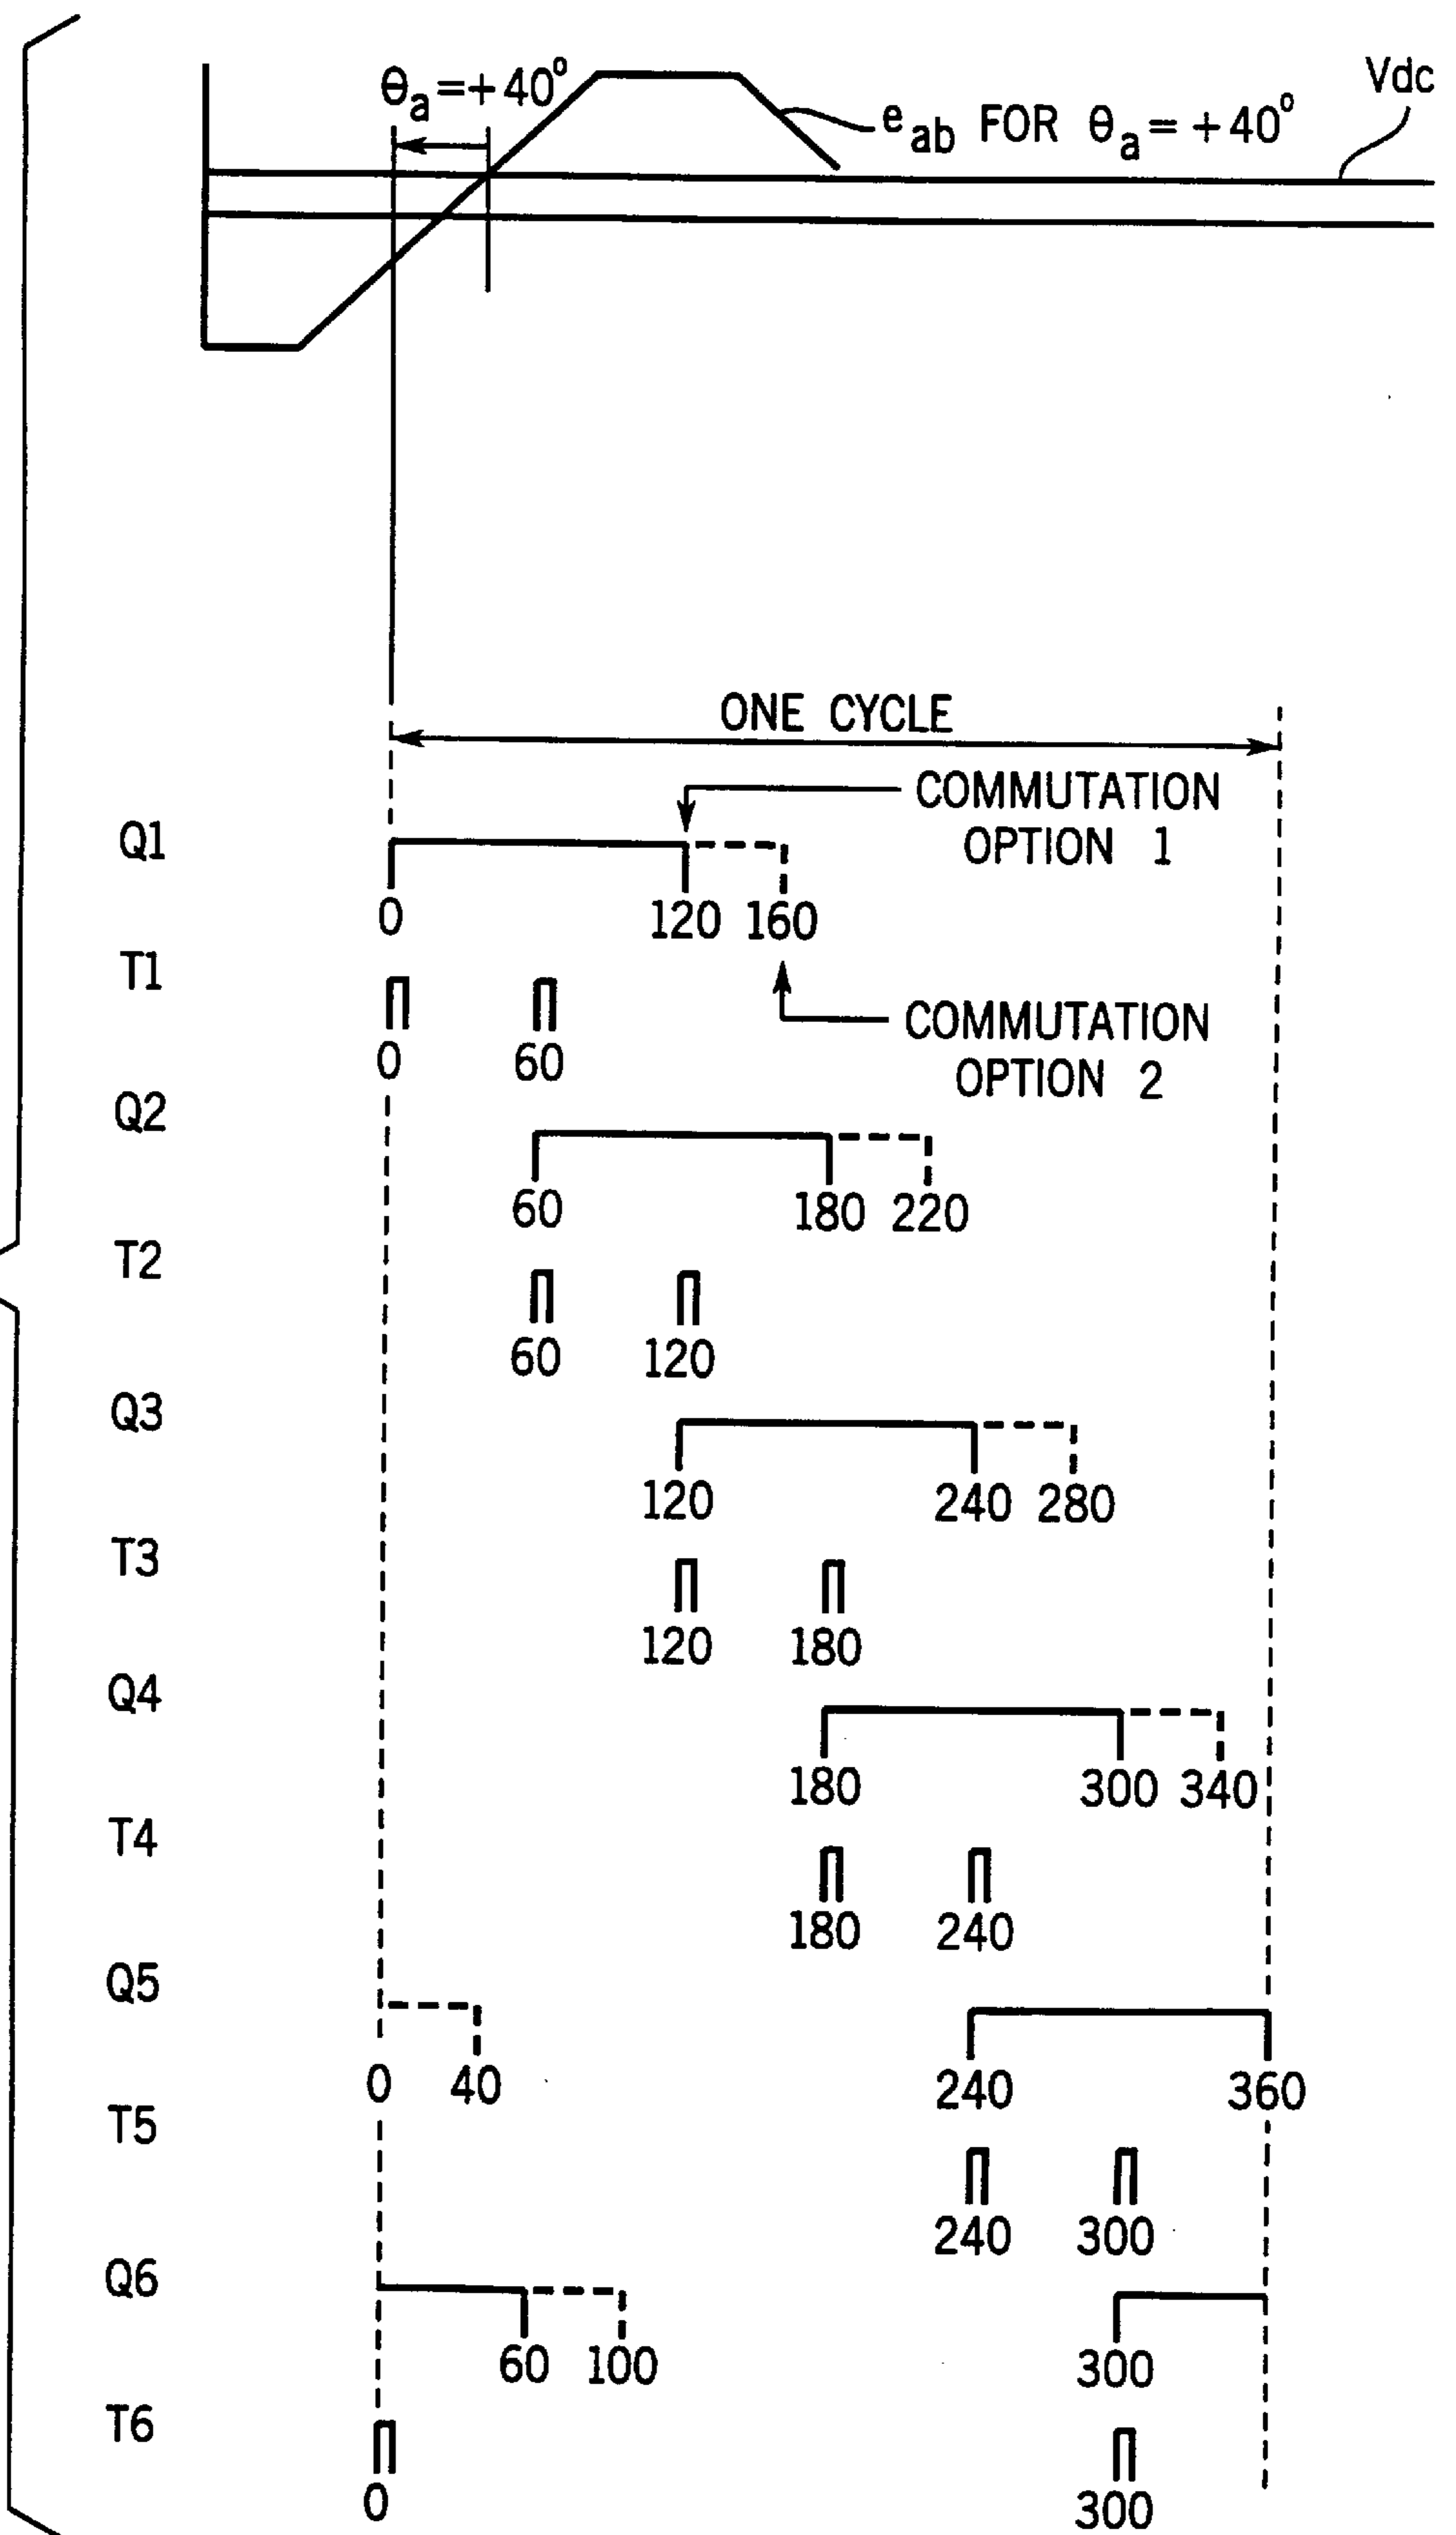 θa=+40°
eab FOR θa=+40°
Vdc
ONE CYCLE
COMMUTATION
OPTION 1
Q1
0 120 160
T1
0 60
COMMUTATION
OPTION 2
Q2
60 180 220
T2
60 120
Q3
120 240 280
T3
120 180
Q4
180 300 340
T4
180 240
Q5
0 40 240 360
T5
240 300
Q6
60 100 300
T6
0 300